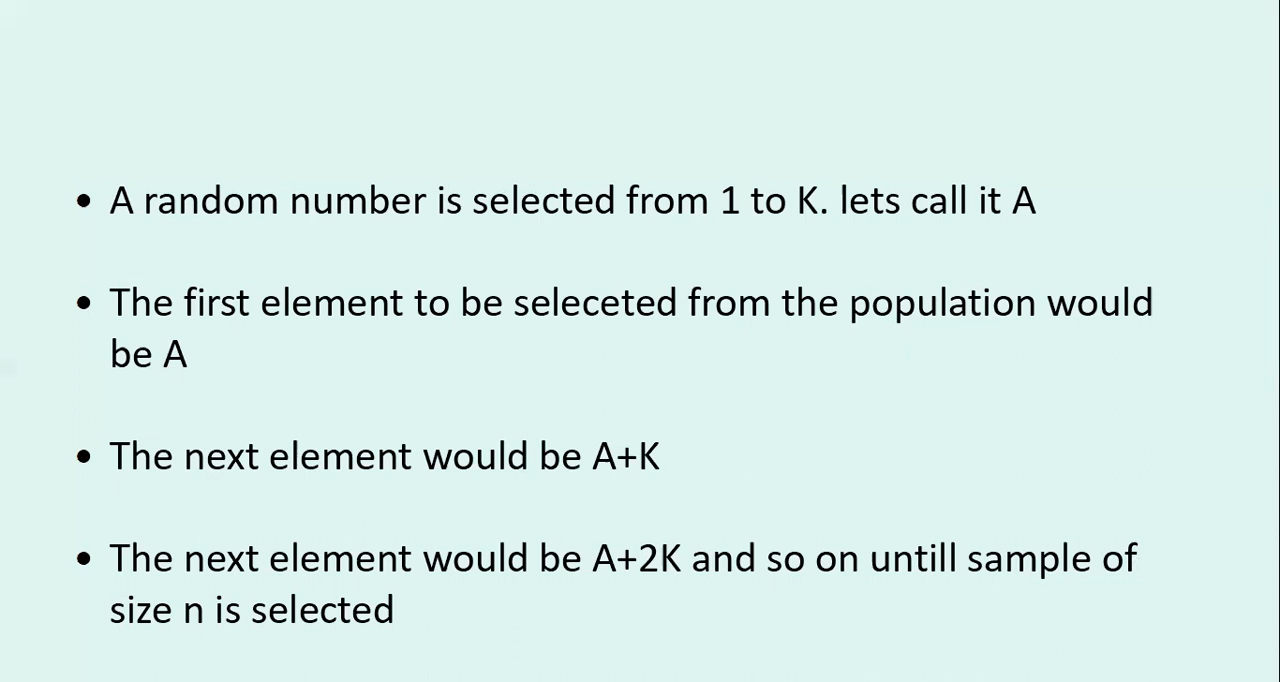 • A random number is selected from 1 to K. lets call it A
• The first element to be seleceted from the population would
be A
• The next element would be A+K
• The next element would be A+2K and so on untill sample of
size n is selected